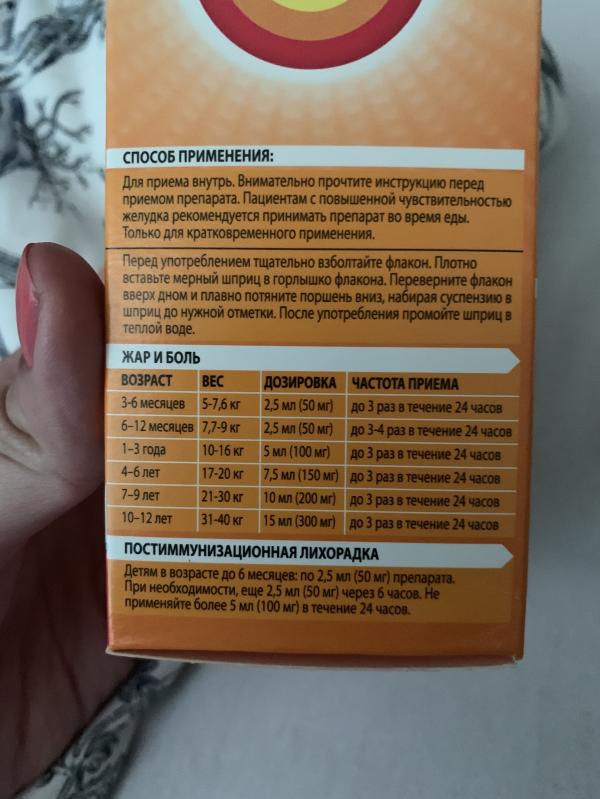 СПОСОБ ПРИМЕНЕНИЯ:
Для приема внутрь. Внимательно прочтите инструкцию перед
приемом препарата. Пациентам с повышенной чувствительностью
желудка рекомендуется принимать препарат во время еды.
Только для кратковременного применения.
Перед употреблением тщательно взболтайте флакон. Плотно
вставьте мерный шприц в горлышко флакона. Переверните флакон
вверх дном и плавно потяните поршень вниз, набирая суспензию в
шприц до нужной отметки. После употребления промойте шприц в
теплой воде.
ЖАР И БОЛЬ
ВОЗРАСТ ВЕС ДОЗИРОВКА ЧАСТОТА ПРИЕМА
3-6 месяцев 5-7,6 кг 2,5 мл (50 мг) до 3 раз в течение 24 часов
6–12 месяцев 7,7-9 кг 2,5 мл (50 мг) до 3-4 раз в течение 24 часов
1–3 года 10-16 кг 5 мл (100 мг) до 3 раз в течение 24 часов
4–6 лет 17-20 кг 7,5 мл (150 мг) до 3 раз в течение 24 часов
7–9 лет 21-30 кг 10 мл (200 мг) до 3 раз в течение 24 часов
10–12 лет 31-40 кг 15 мл (300 мг) до 3 раз в течение 24 часов
ПОСТИММУНИЗАЦИОННАЯ ЛИХОРАДКА
Детям в возрасте до 6 месяцев: по 2,5 мл (50 мг) препарата.
При необходимости, еще 2,5 мл (50 мг) через 6 часов. Не
применяйте более 5 мл (100 мг) в течение 24 часов.